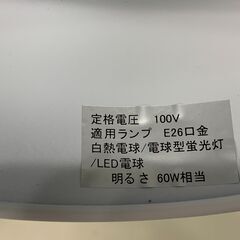 定格電圧　100V
適用ランプ　E26口金
白熱電球/電球型蛍光灯
/LED電球
明るさ 60W相当